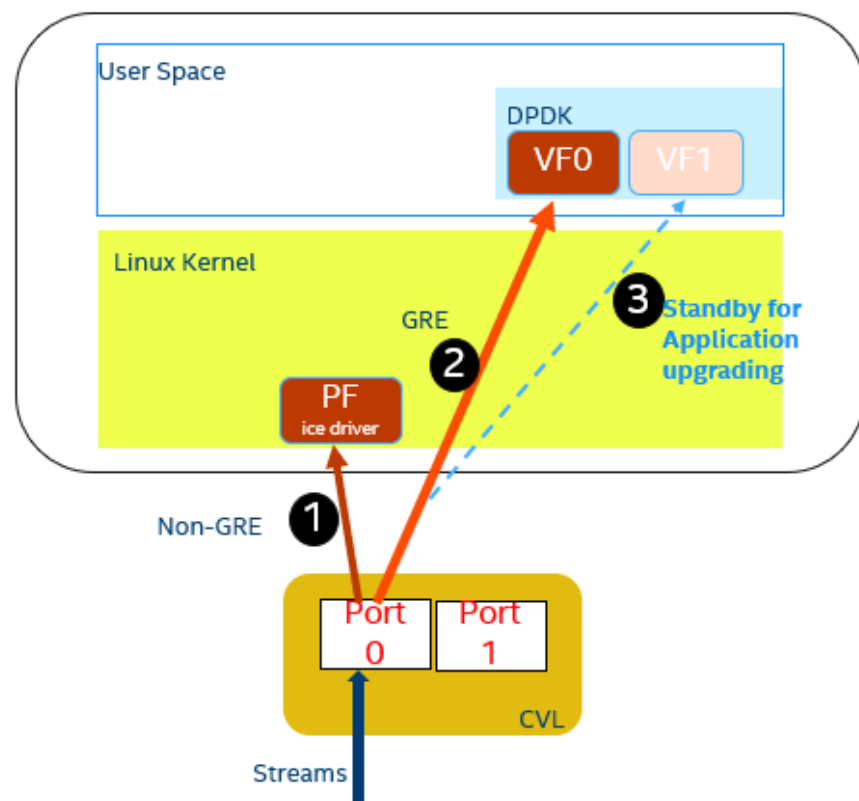 User Space
DPDK
VF0
VF1
Linux Kernel
GRE
3
Standby for
Application
upgrading
2
PF
ice driver
Non-GRE
1
Port
0
Port
1
CVL
Streams